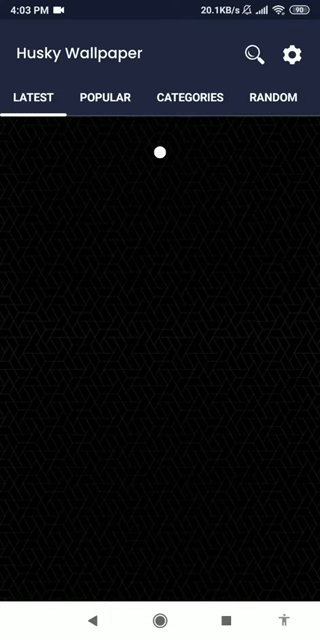 4:03 PM 20.1KB/s 90
Husky Wallpaper
LATEST POPULAR CATEGORIES RANDOM